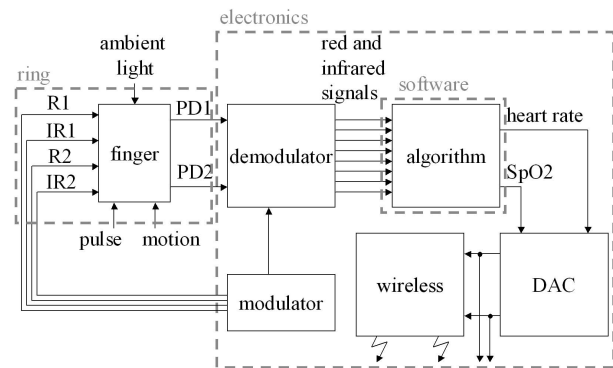 electronics
ambient
light
red and
infrared
signals
ring
software
R1
IR1
R2
IR2
finger
PD1
PD2
demodulator
algorithm
heart rate
SpO2
pulse
motion
modulator
wireless
DAC